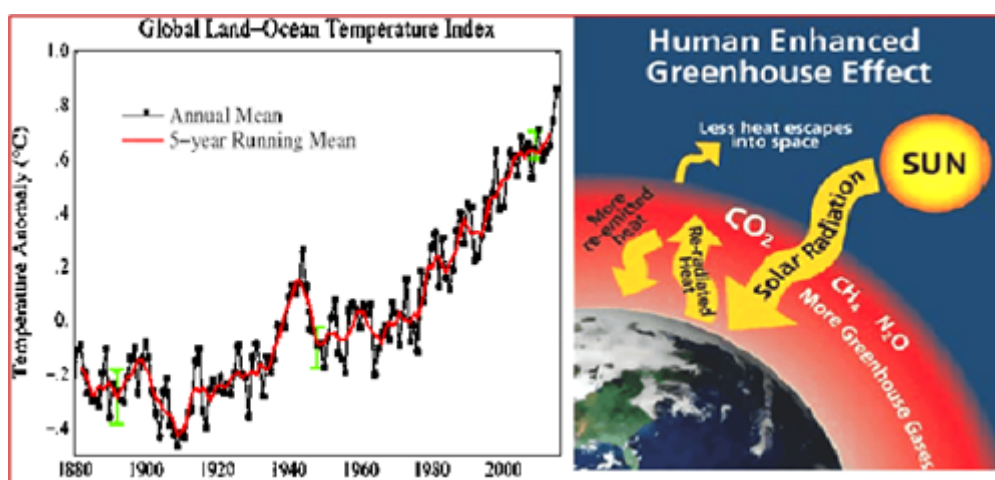 Global Land–Ocean Temperature Index
Temperature Anomaly (°C)
1.0
.8
.6
.4
.2
0.
-.2
-.4
Annual Mean
5-year Running Mean
1880
1900
1920
1940
1960
1980
2000
Human Enhanced
Greenhouse Effect
Less heat escapes
into space
SUN
Solar Radiation
More
re-emitted
heat
Re-radiated
Heat
CO₂
CH₄
N₂O
More Greenhouse Gases